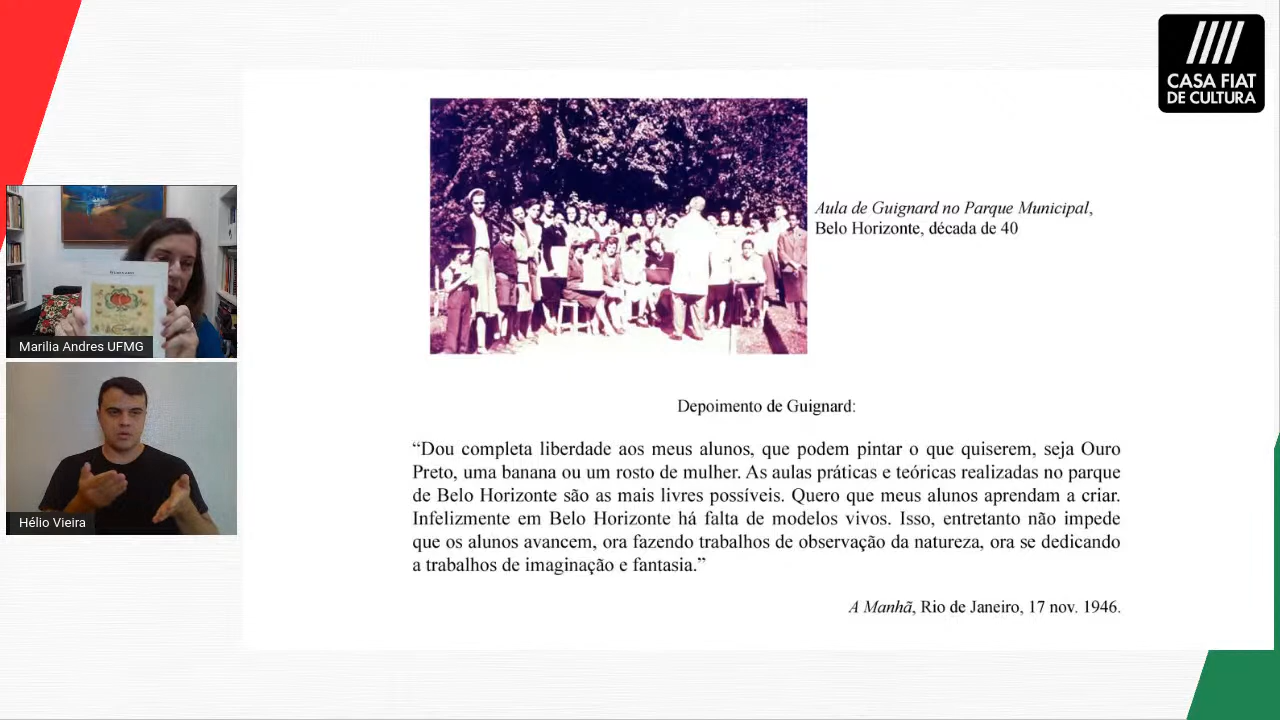 CASA FIAT
DE CULTURA
Aula de Guignard no Parque Municipal,
Belo Horizonte, década de 40
Marilia Andres UFMG
Hélio Vieira
Depoimento de Guignard:
“Dou completa liberdade aos meus alunos, que podem pintar o que quiserem, seja Ouro
Preto, uma banana ou um rosto de mulher. As aulas práticas e teóricas realizadas no parque
de Belo Horizonte são as mais livres possíveis. Quero que meus alunos aprendam a criar.
Infelizmente em Belo Horizonte há falta de modelos vivos. Isso, entretanto não impede
que os alunos avancem, ora fazendo trabalhos de observação da natureza, ora se dedicando
a trabalhos de imaginação e fantasia.”
A Manhã, Rio de Janeiro, 17 nov. 1946.